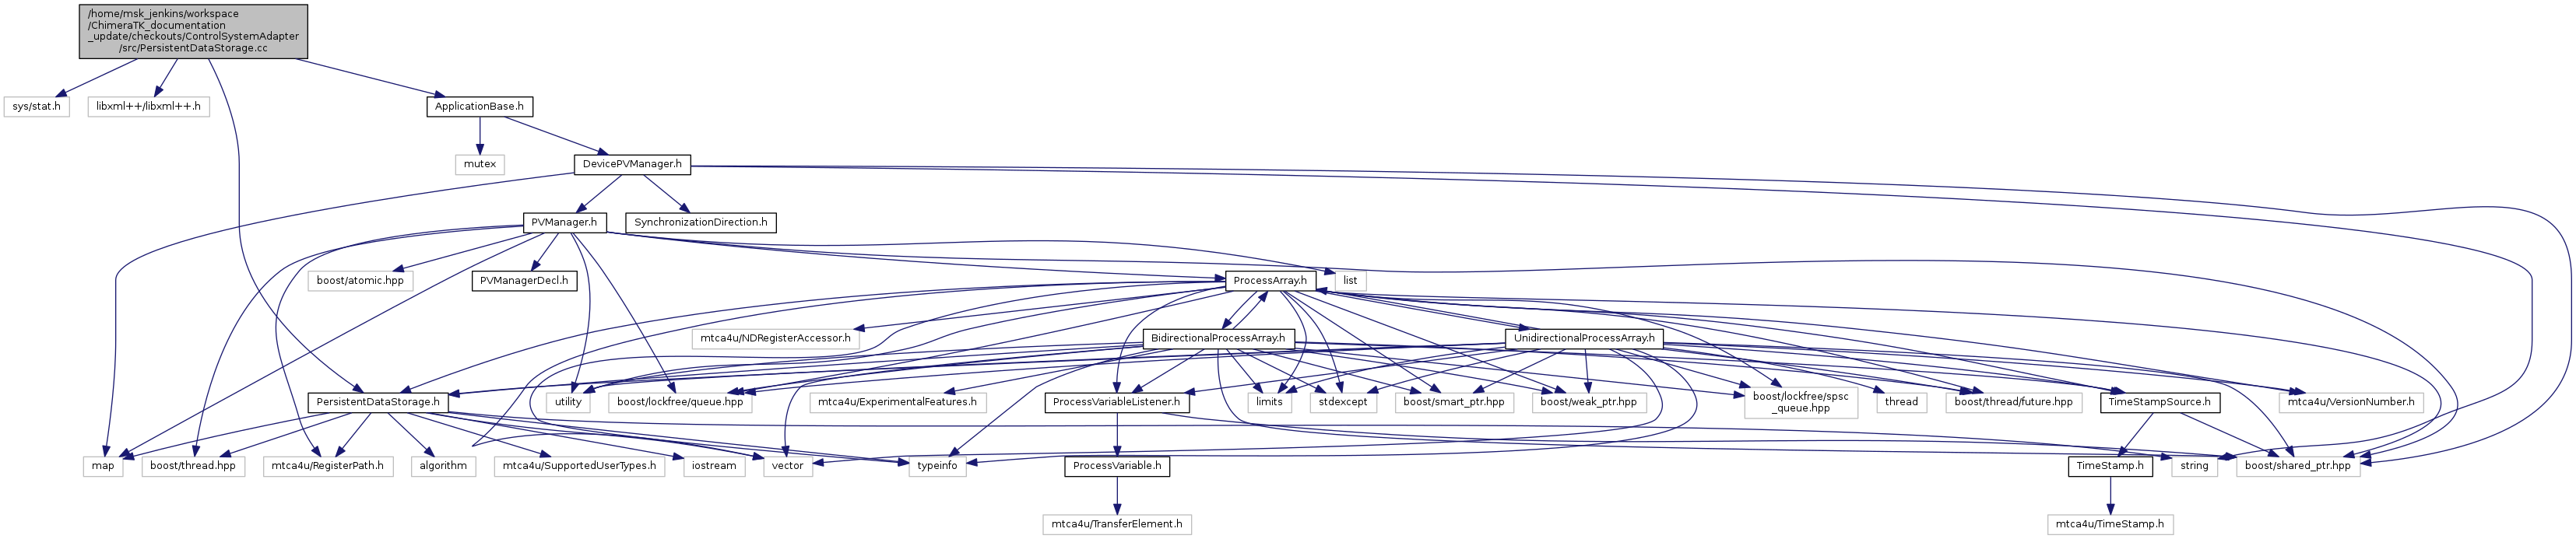 /home/msk_jenkins/workspace
/ChimeraTK_documentation
_update/checkouts/ControlSystemAdapter
/src/PersistentDataStorage.cc
sys/stat.h
libxml++/libxml++.h
ApplicationBase.h
mutex
DevicePVManager.h
PVManager.h
SynchronizationDirection.h
boost/atomic.hpp
PVManagerDecl.h
ProcessArray.h
list
mtca4u/NDRegisterAccessor.h
BidirectionalProcessArray.h
UnidirectionalProcessArray.h
PersistentDataStorage.h
utility
boost/lockfree/queue.hpp
mtca4u/ExperimentalFeatures.h
ProcessVariableListener.h
limits
stdexcept
boost/smart_ptr.hpp
boost/weak_ptr.hpp
boost/lockfree/spsc
_queue.hpp
thread
boost/thread/future.hpp
TimeStampSource.h
mtca4u/VersionNumber.h
map
boost/thread.hpp
mtca4u/RegisterPath.h
algorithm
mtca4u/SupportedUserTypes.h
iostream
vector
typeinfo
ProcessVariable.h
TimeStamp.h
string
boost/shared_ptr.hpp
mtca4u/TransferElement.h
mtca4u/TimeStamp.h